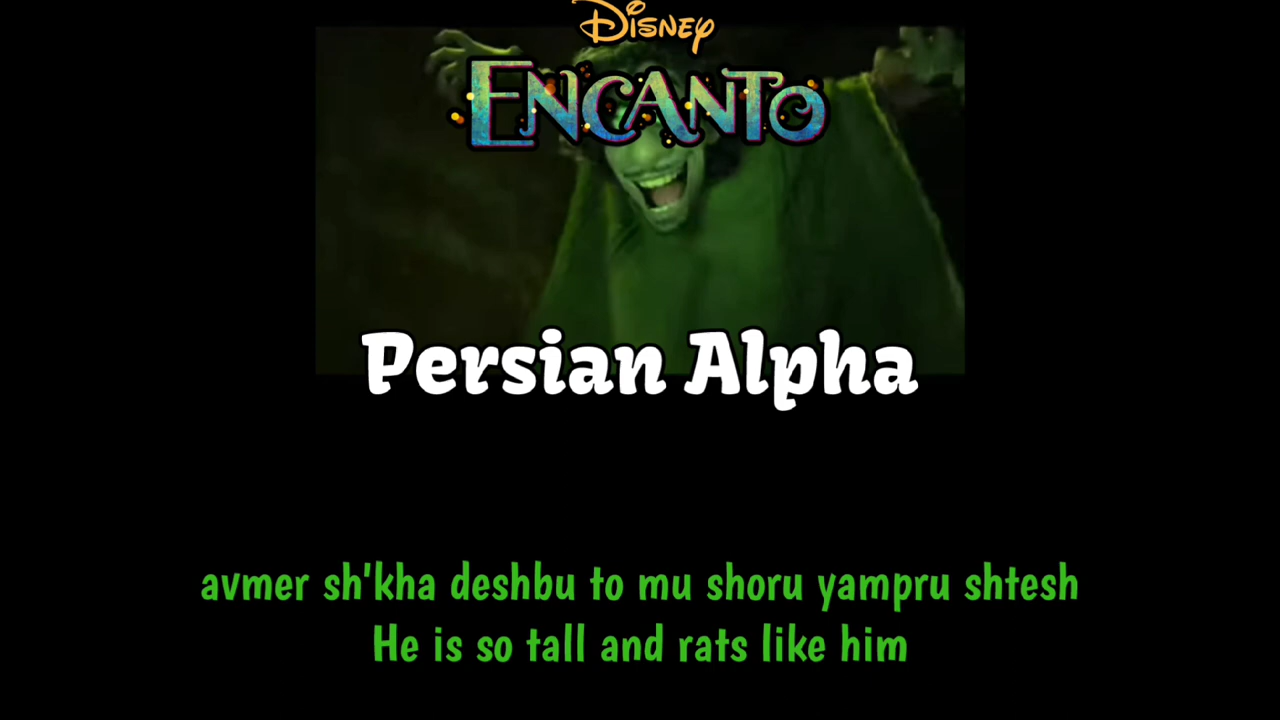 Disney
ENCANTO
Persian Alpha
avmer sh'kha deshbu to mu shoru yampru shtesh
He is so tall and rats like him